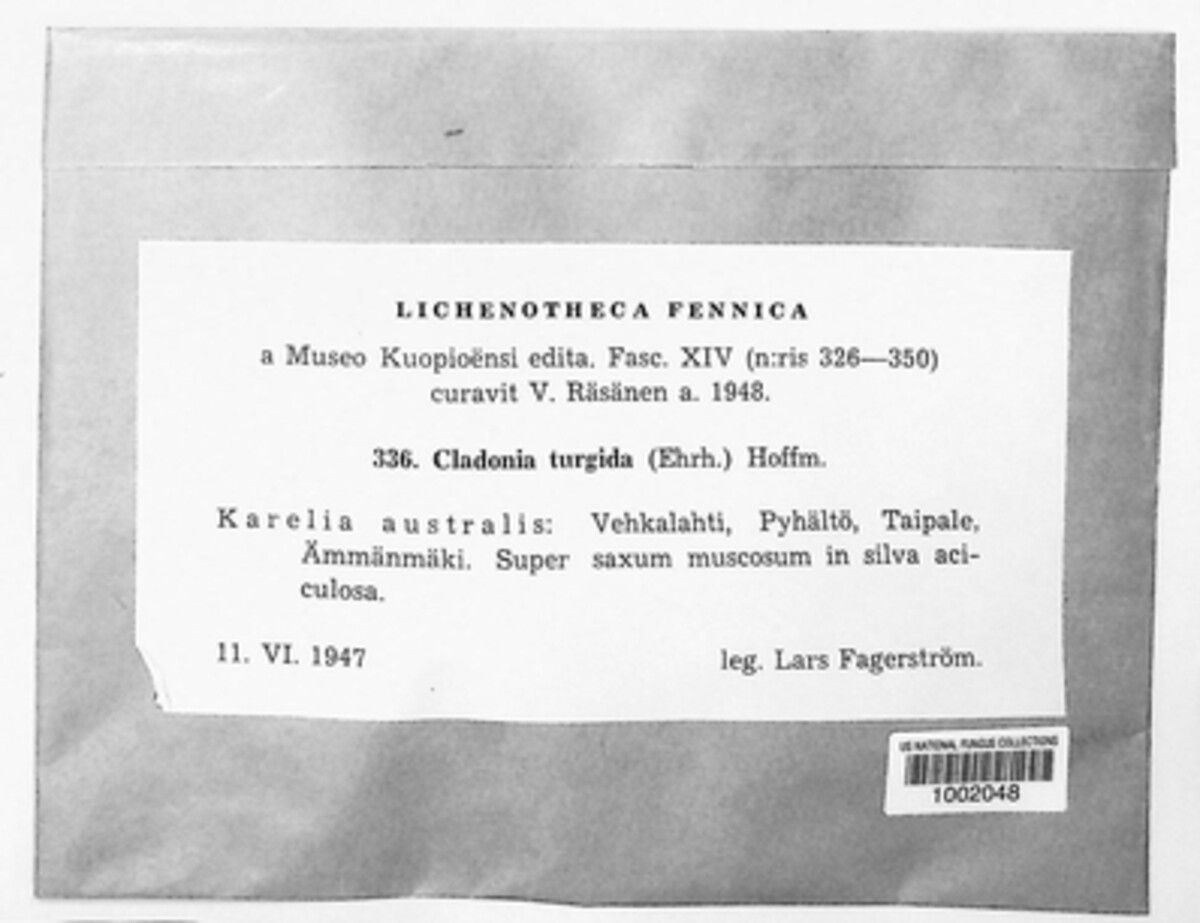 LICHENOTHECA FENNICA
a Museo Kuopioënsi edita. Fasc. XIV (n:ris 326—350)
curavit V. Räsänen a. 1948.
336. Cladonia turgida (Ehrh.) Hoffm.
Karelia australis: Vehkalahti, Pyhältö, Taipale,
Ämmänmäki. Super saxum muscosum in silva aci-
culosa.
11. VI. 1947 leg. Lars Fagerström.
US NATIONAL FUNGUS COLLECTIONS
1002048